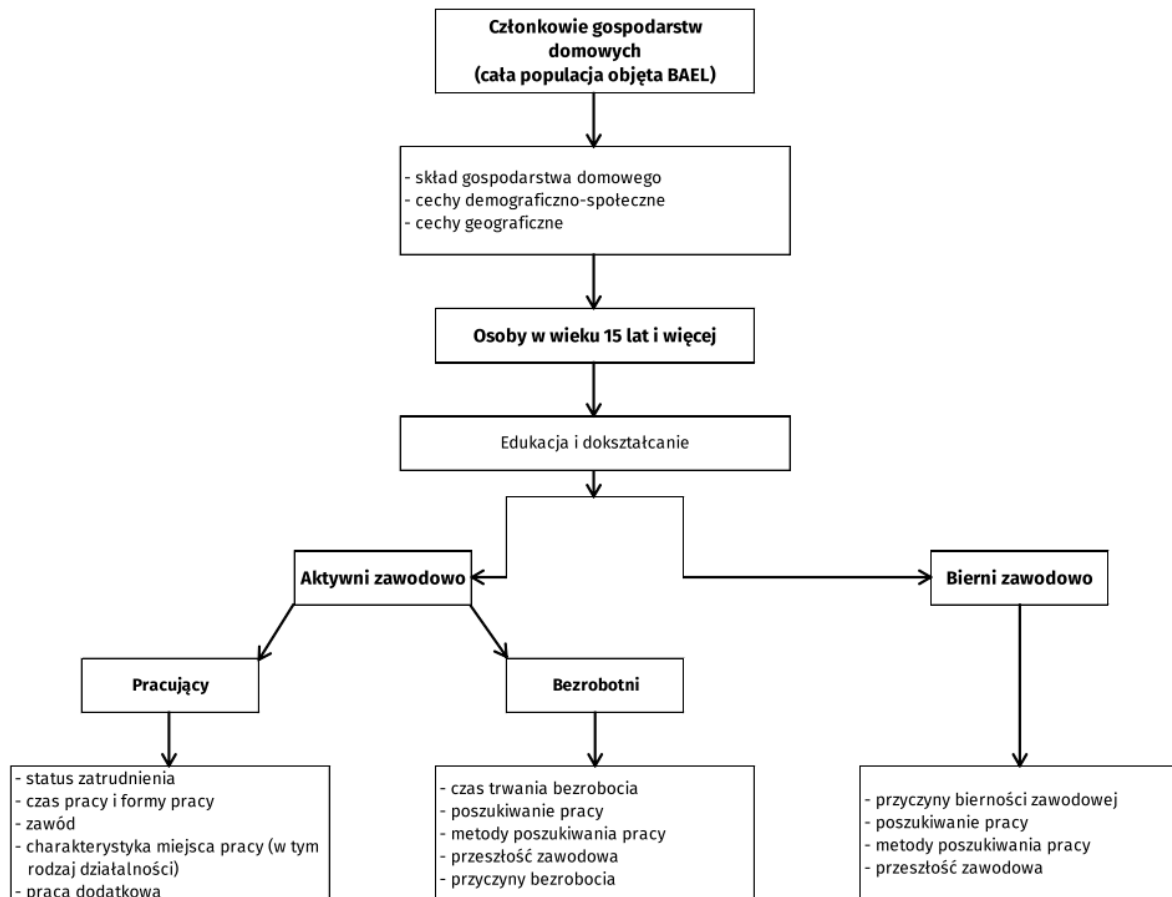 Członkowie gospodarstw
domowych
(cała populacja objęta BAEL)
- skład gospodarstwa domowego
- cechy demograficzno-społeczne
- cechy geograficzne
Osoby w wieku 15 lat i więcej
Edukacja i dokształcanie
Aktywni zawodowo
Bierni zawodowo
Pracujący
Bezrobotni
- status zatrudnienia
- czas pracy i formy pracy
- zawód
- charakterystyka miejsca pracy (w tym
rodzaj działalności)
- praca dodatkowa
- czas trwania bezrobocia
- poszukiwanie pracy
- metody poszukiwania pracy
- przeszłość zawodowa
- przyczyny bezrobocia
- przyczyny bierności zawodowej
- poszukiwanie pracy
- metody poszukiwania pracy
- przeszłość zawodowa